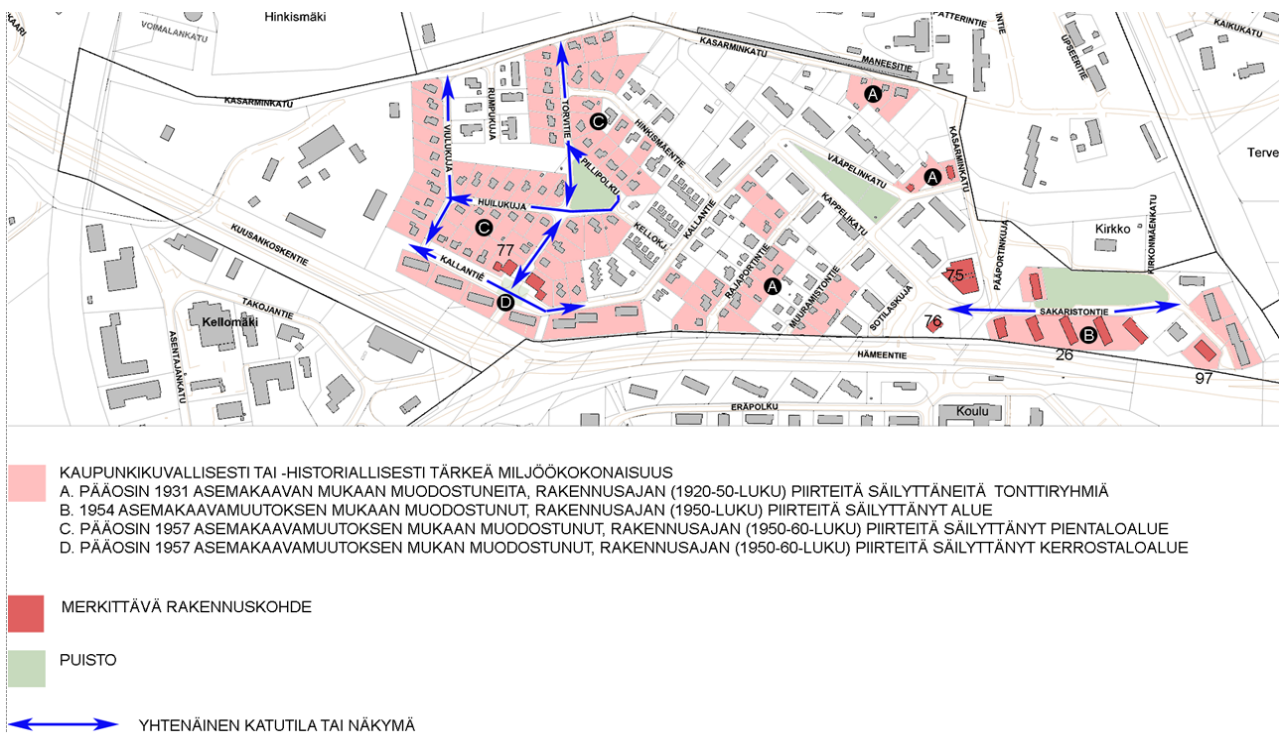 Hinkismäki
VOIMALANKATU
KAARI
PATTERINTIE
UPSEERITIE
KAIKUKATU
KASARMINKATU
MANEESITIE
KASARMINKATU
RUMPUKUJA
TORVITIE
A
C
HINKISMÄENTIE
KASARMINKATU
VIULUKUJA
PILLIPOLKU
VÄÄPELINKATU
A
Terve
HUILUKUJA
KAPPELIKATU
C
KELLOKJ
KALLANTIE
Kirkko
KIRKONMÄENKATU
77
KUUSANKOSKENTIE
KALLANTIE
RAJAPORTINTIE
A
MUURAMISTONTIE
SOTILASKUJA
PÄÄPORTINKUJA
75
TAKOJANTIE
D
SAKARISTONTIE
Kellomäki
76
B
ASENTAJANKATU
HÄMEENTIE
26
97
ERÄPOLKU
Koulu
KAUPUNKIKUVALLISESTI TAI -HISTORIALLISESTI TÄRKEÄ MILJÖÖKOKONAISUUS
A. PÄÄOSIN 1931 ASEMAKAAVAN MUKAAN MUODOSTUNEITA, RAKENNUSAJAN (1920-50-LUKU) PIIRTEITÄ SÄILYTTÄNEITÄ TONTTIRYHMIÄ
B. 1954 ASEMAKAAVAMUUTOKSEN MUKAAN MUODOSTUNUT, RAKENNUSAJAN (1950-LUKU) PIIRTEITÄ SÄILYTTÄNYT ALUE
C. PÄÄOSIN 1957 ASEMAKAAVAMUUTOKSEN MUKAAN MUODOSTUNUT, RAKENNUSAJAN (1950-60-LUKU) PIIRTEITÄ SÄILYTTÄNYT PIENTALOALUE
D. PÄÄOSIN 1957 ASEMAKAAVAMUUTOKSEN MUKAN MUODOSTUNUT, RAKENNUSAJAN (1950-60-LUKU) PIIRTEITÄ SÄILYTTÄNYT KERROSTALOALUE
MERKITTÄVÄ RAKENNUSKOHDE
PUISTO
YHTENÄINEN KATUTILA TAI NÄKYMÄ